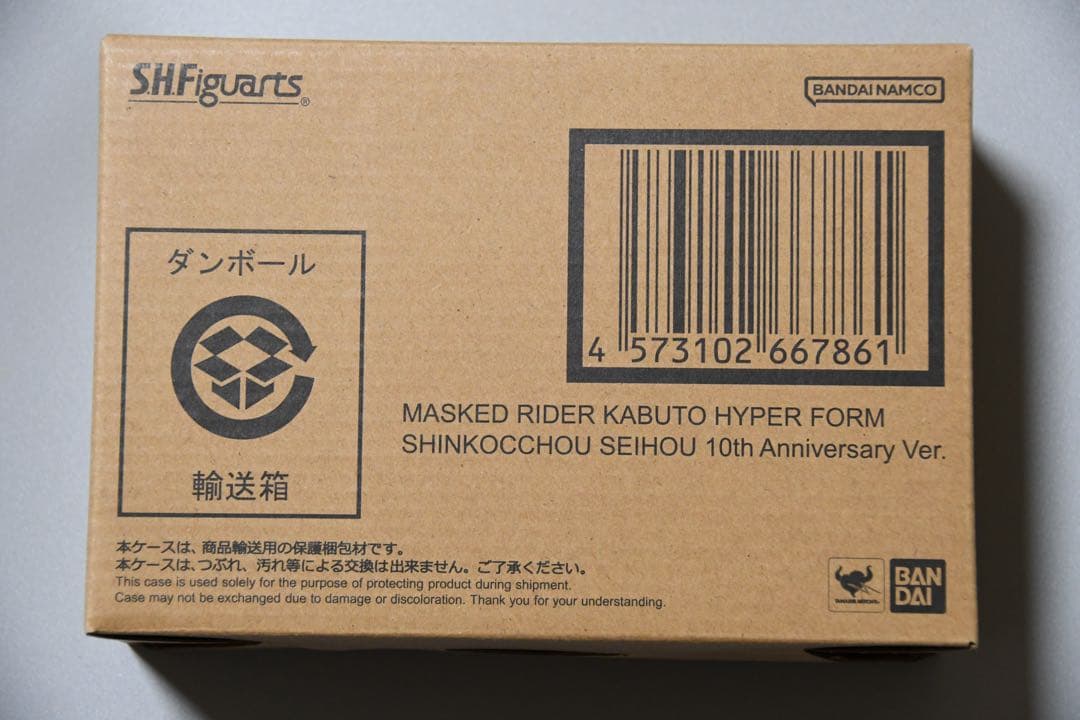 S.H.Figuarts®
BANDAI NAMCO
4 573102 667861
ダンボール
輸送箱
MASKED RIDER KABUTO HYPER FORM
SHINKOCCHOU SEIHOU 10th Anniversary Ver.
本ケースは、商品輸送用の保護梱包材です。
本ケースは、つぶれ、汚れ等による交換は出来ません。ご了承ください。
This case is used solely for the purpose of protecting product during shipment.
Case may not be exchanged due to damage or discoloration. Thank you for your understanding.
TAMASHII NATIONS
BAN
DAI